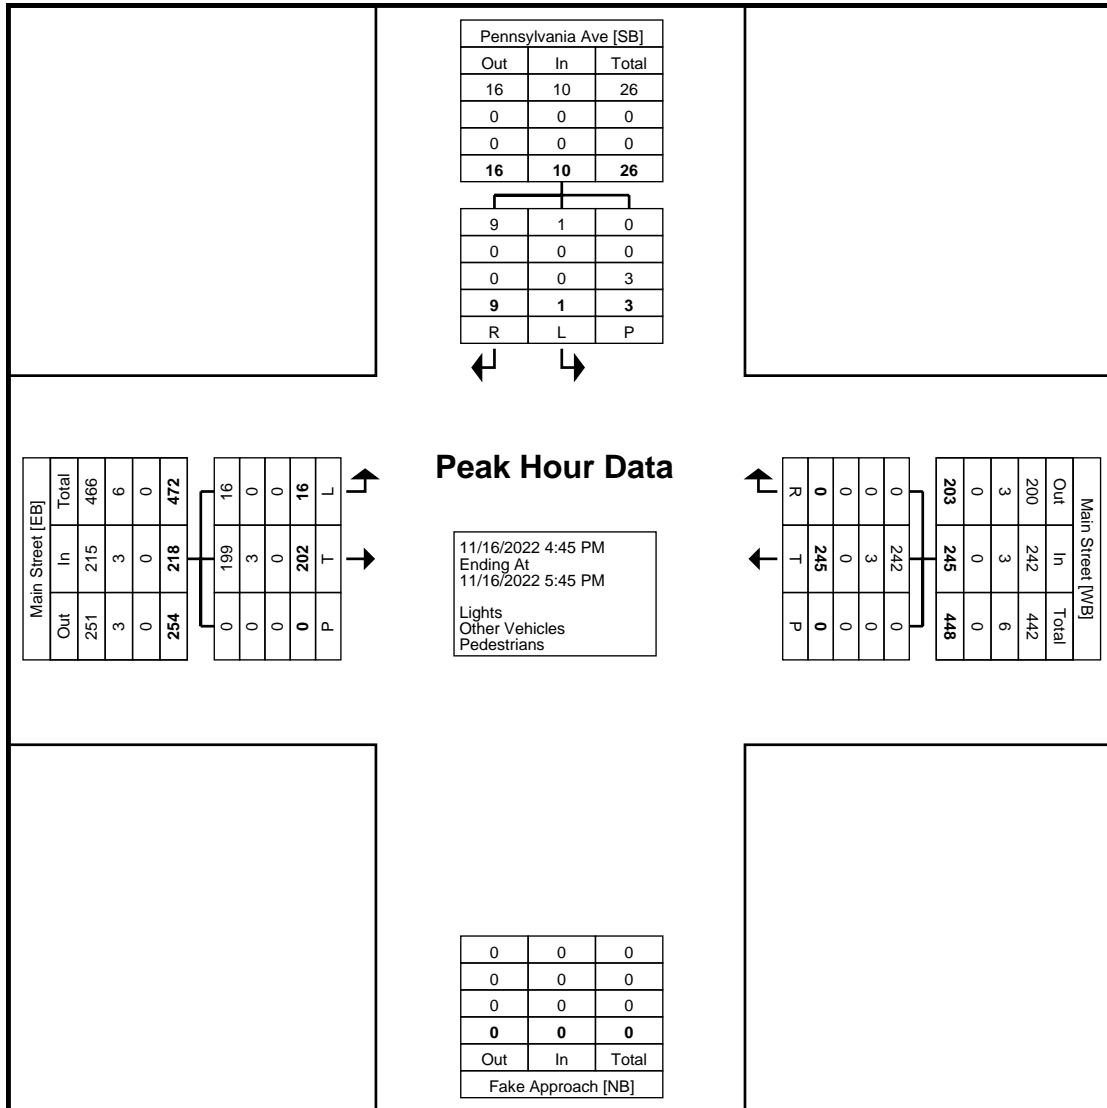 Pennsylvania Ave [SB]
Out In Total
16 10 26
0 0 0
0 0 0
16 10 26
9 1 0
0 0 0
0 0 3
9 1 3
R L P
Peak Hour Data
11/16/2022 4:45 PM
Ending At
11/16/2022 5:45 PM
Lights
Other Vehicles
Pedestrians
Main Street [EB]
Total In Out
466 215 251
6 3 3
0 0 0
472 218 254
16 199 0
0 3 0
0 0 0
16 202 0
L T P
Main Street [WB]
Out In Total
200 242 442
3 3 6
0 0 0
203 245 448
0 242 0
0 3 0
0 0 0
0 245 0
R T P
0 0 0
0 0 0
0 0 0
0 0 0
Out In Total
Fake Approach [NB]